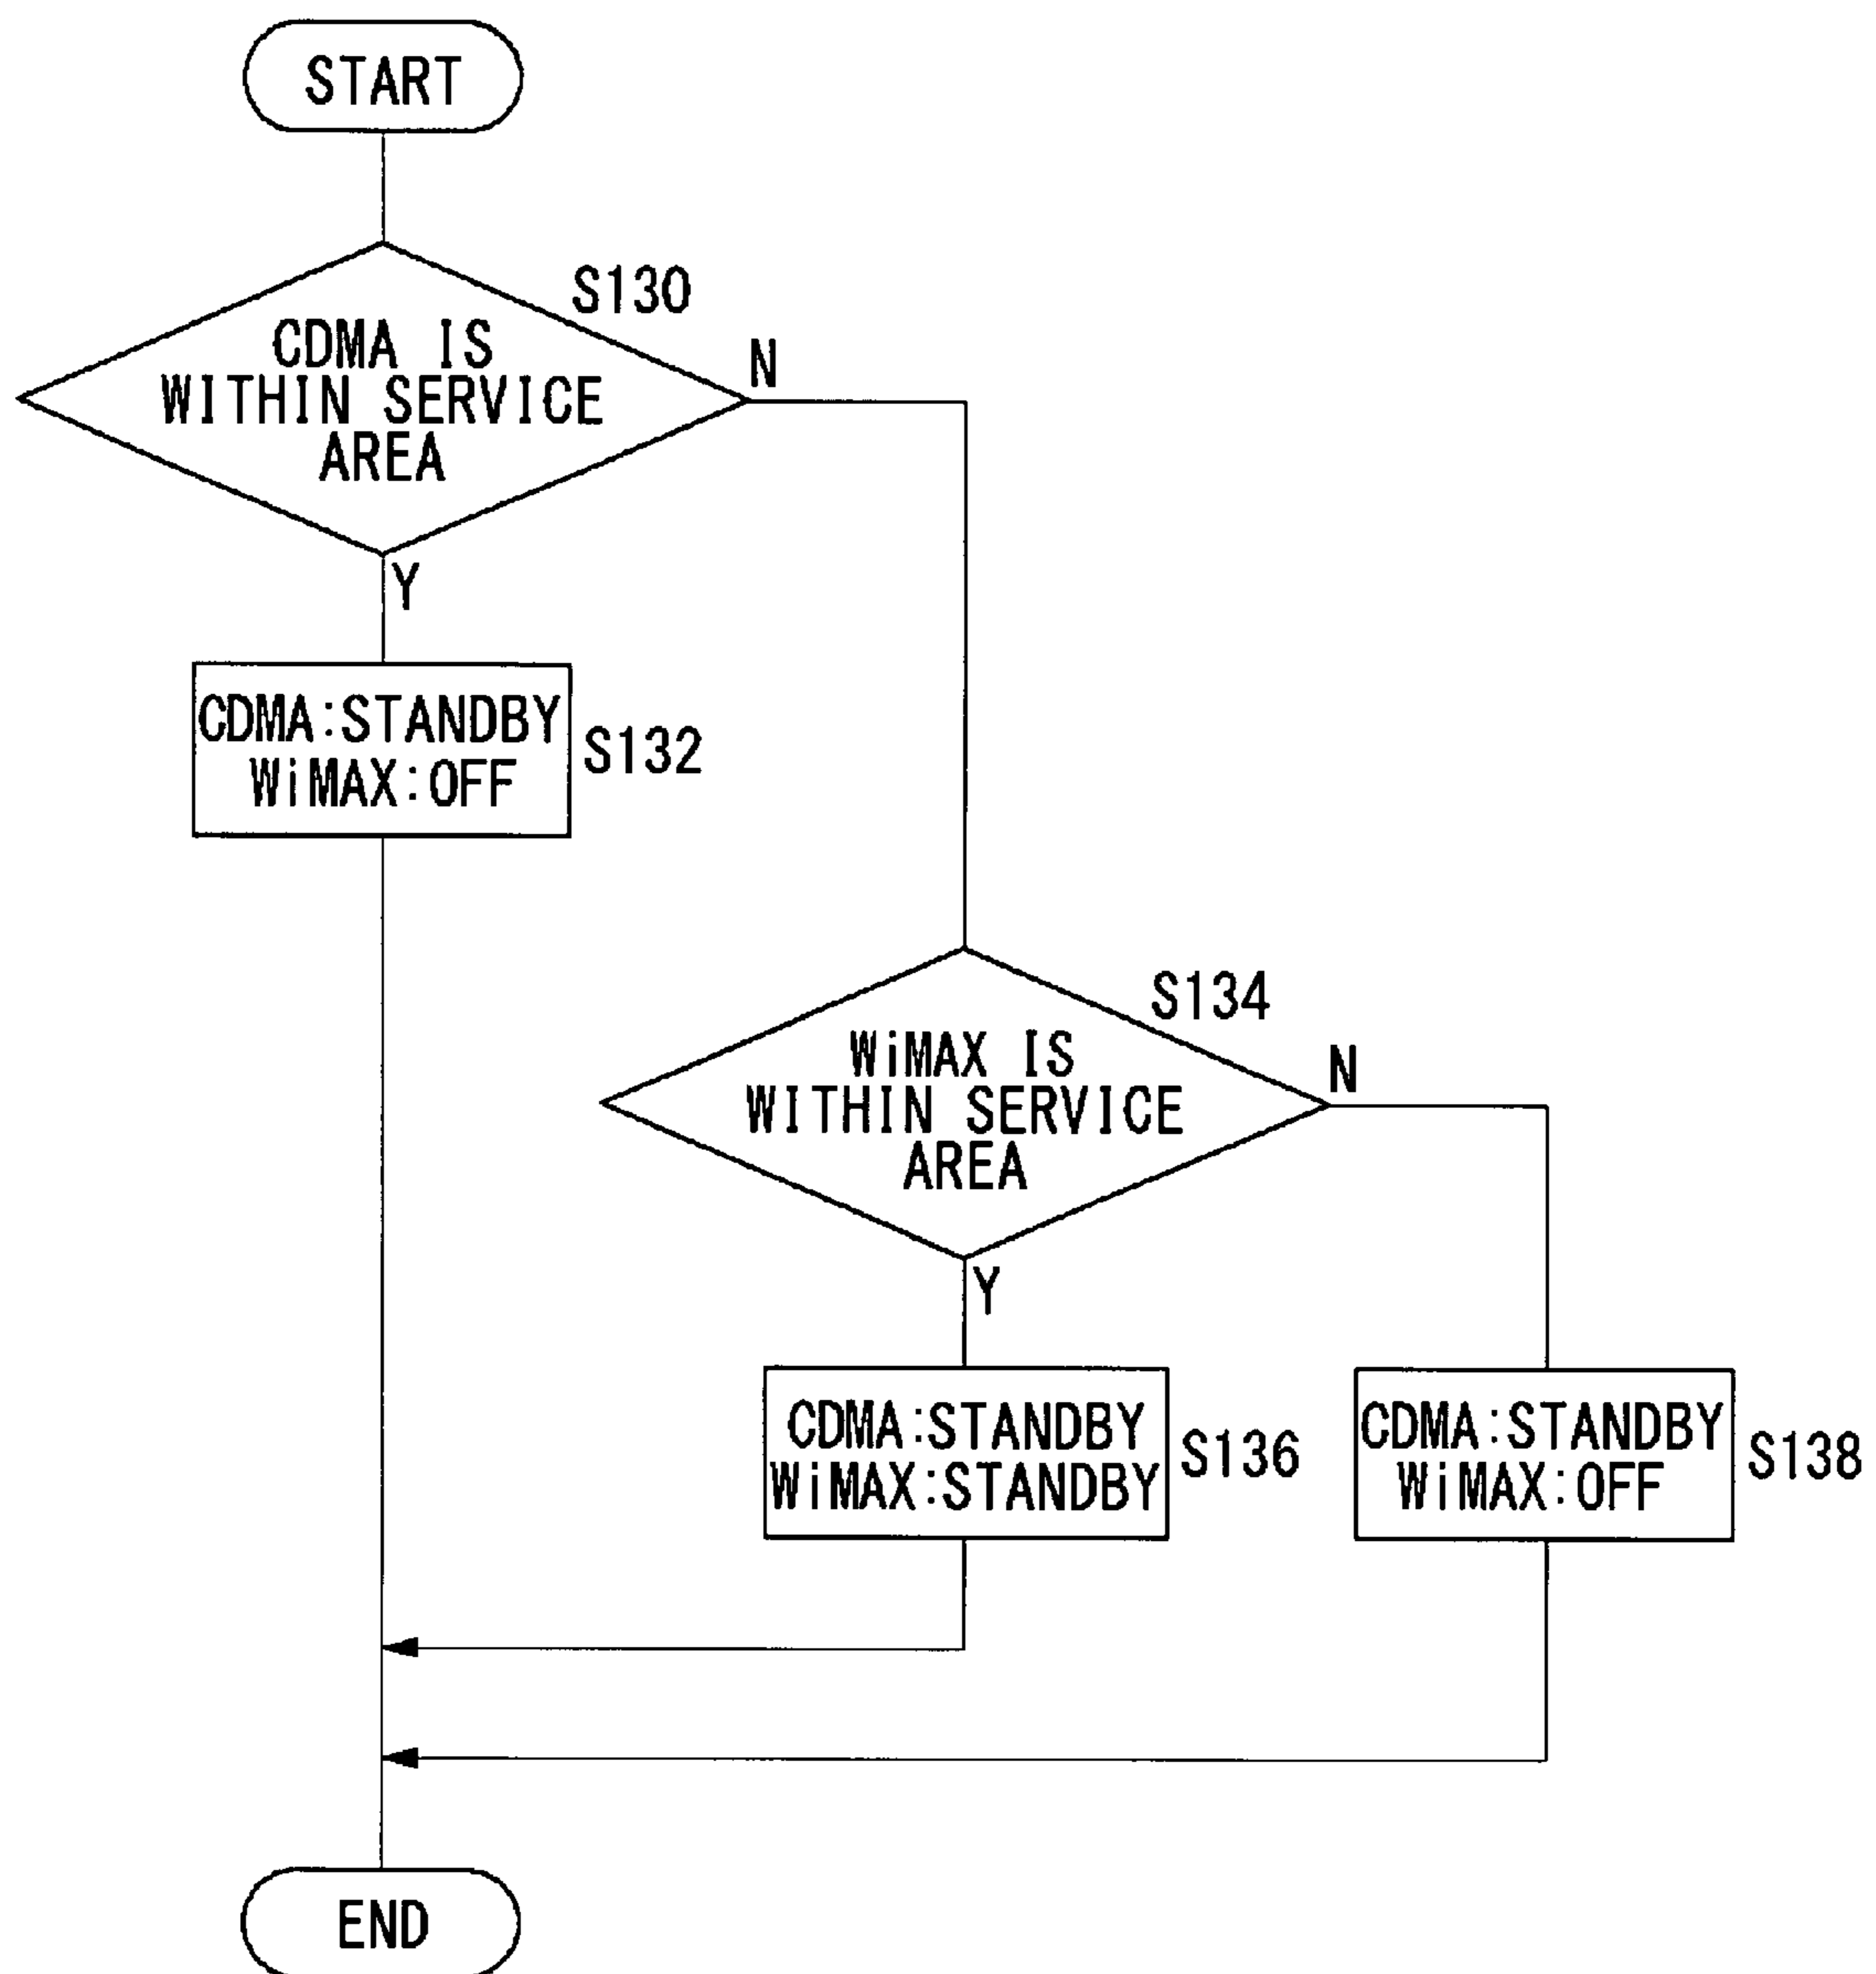 START
S130
CDMA IS
WITHIN SERVICE
AREA
N
Y
CDMA:STANDBY
WiMAX:OFF
S132
S134
WiMAX IS
WITHIN SERVICE
AREA
N
Y
CDMA:STANDBY
WiMAX:STANDBY
S136
CDMA:STANDBY
WiMAX:OFF
S138
END